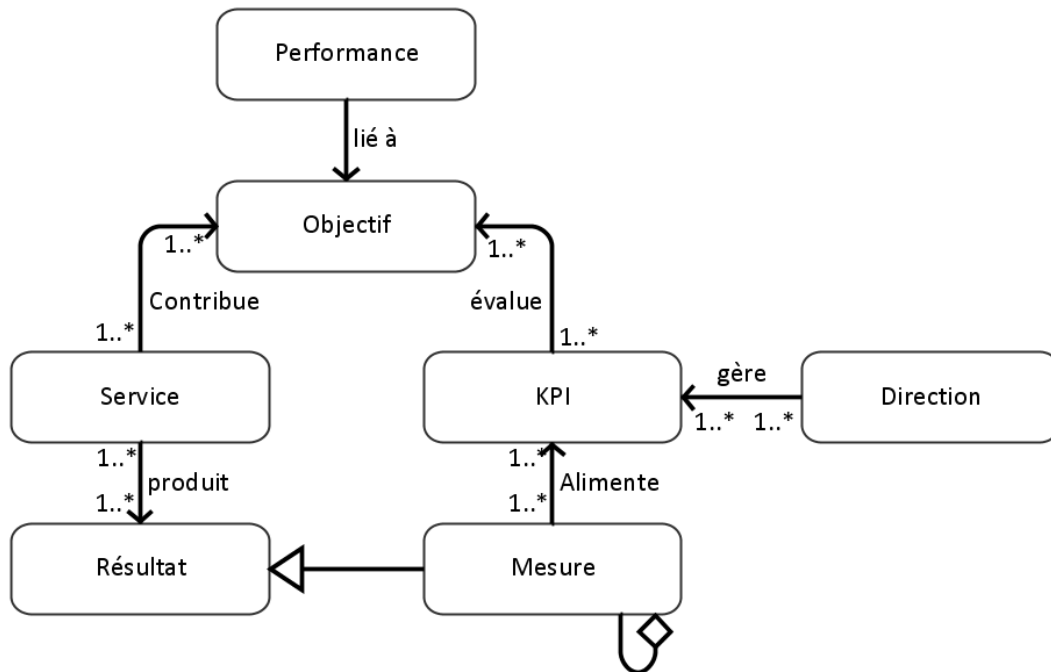 Performance
lié à
Objectif
1..*
1..*
Contribue
évalue
1..*
1..*
Service
KPI
gère
Direction
1..*
1..*
1..*
1..*
produit
Alimente
1..*
1..*
Résultat
Mesure